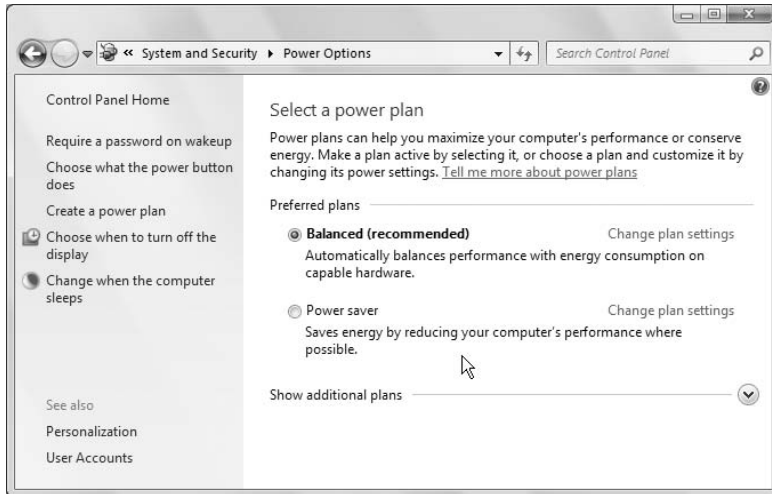 « System and Security ▸ Power Options
Search Control Panel
Control Panel Home
Require a password on wakeup
Choose what the power button
does
Create a power plan
Choose when to turn off the
display
Change when the computer
sleeps
See also
Personalization
User Accounts
Select a power plan
Power plans can help you maximize your computer's performance or conserve
energy. Make a plan active by selecting it, or choose a plan and customize it by
changing its power settings. Tell me more about power plans
Preferred plans
Balanced (recommended) Change plan settings
Automatically balances performance with energy consumption on
capable hardware.
Power saver Change plan settings
Saves energy by reducing your computer's performance where
possible.
Show additional plans